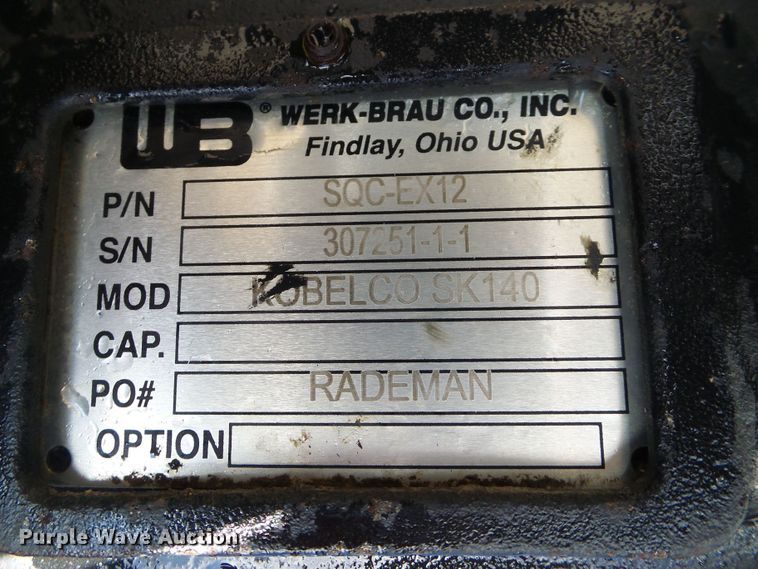 WB® WERK-BRAU CO., INC.
Findlay, Ohio USA
P/N SQC-EX12
S/N 307251-1-1
MOD KOBELCO SK140
CAP.
PO# RADEMAN
OPTION
Purple Wave Auction